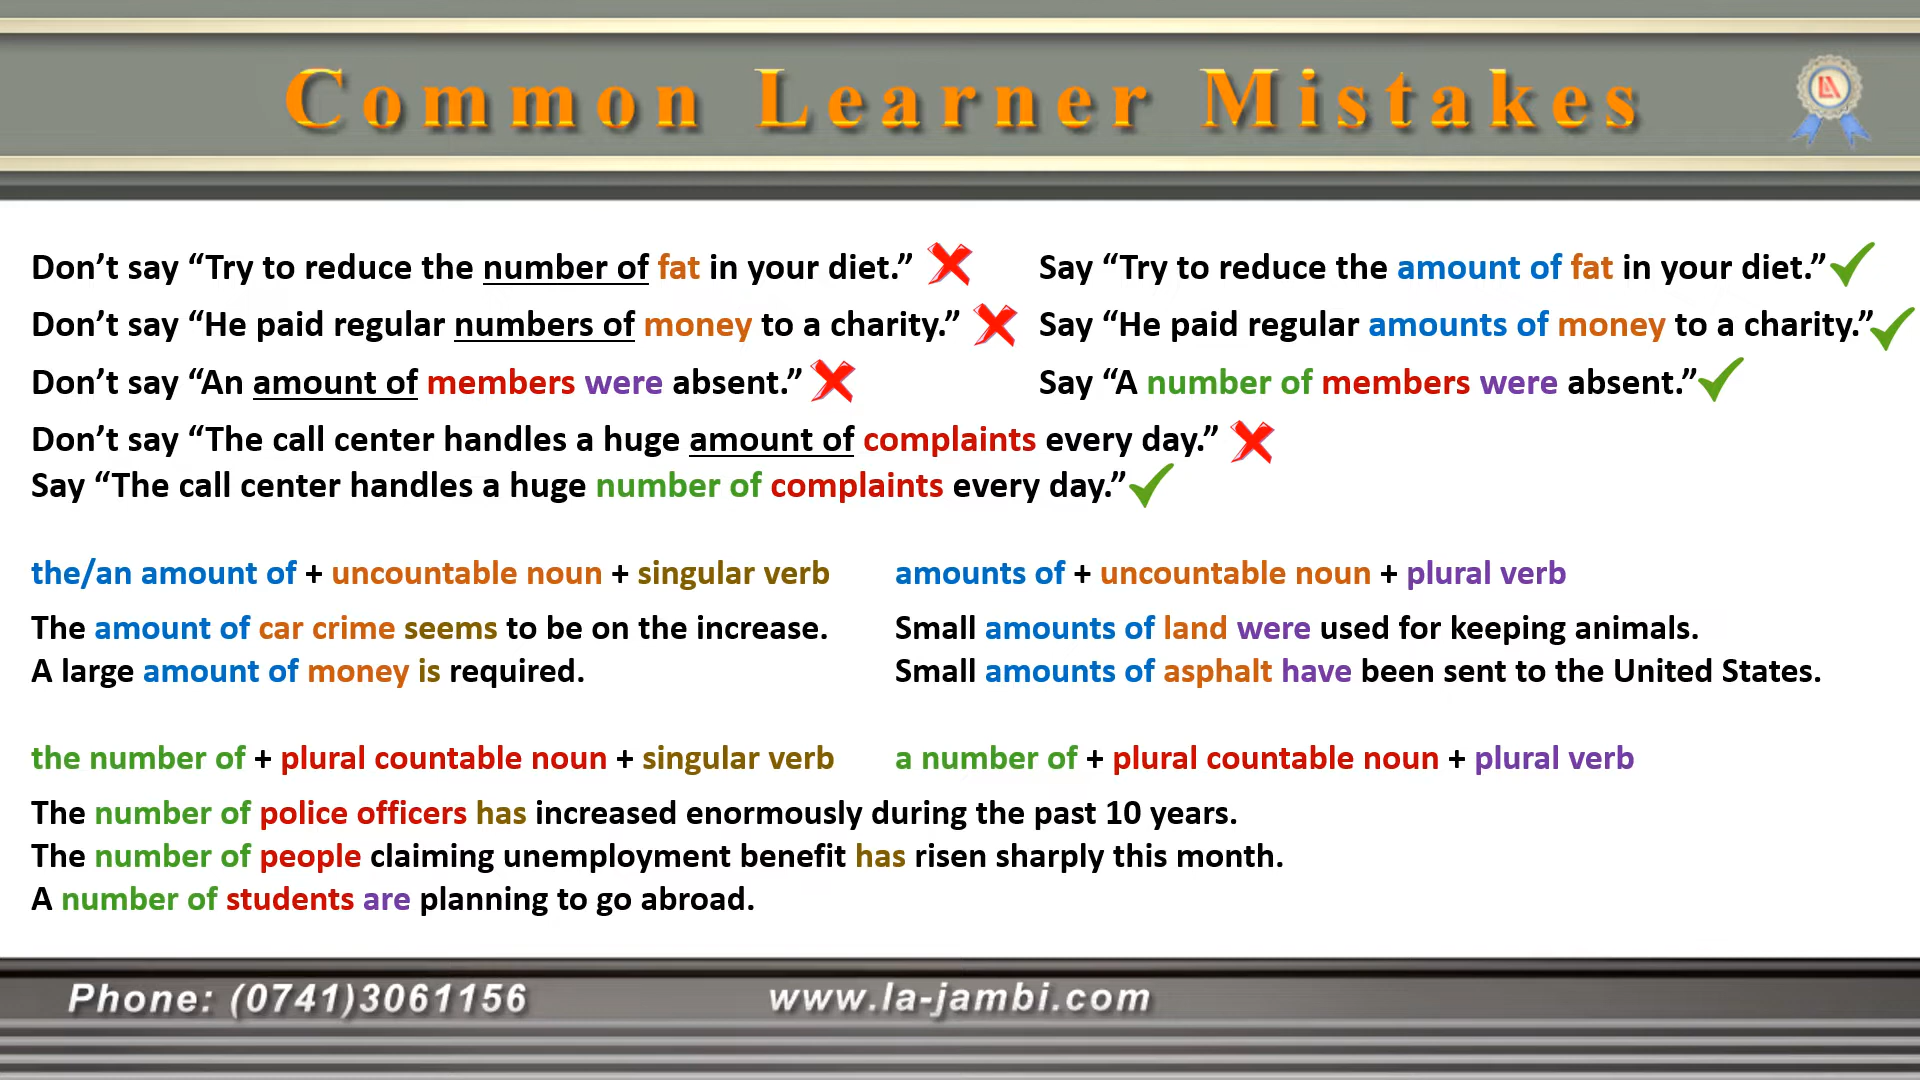 Common Learner Mistakes
LA
Don’t say “Try to reduce the number of fat in your diet.”
Say “Try to reduce the amount of fat in your diet.”
Don’t say “He paid regular numbers of money to a charity.”
Say “He paid regular amounts of money to a charity.”
Don’t say “An amount of members were absent.”
Say “A number of members were absent.”
Don’t say “The call center handles a huge amount of complaints every day.”
Say “The call center handles a huge number of complaints every day.”
the/an amount of + uncountable noun + singular verb
The amount of car crime seems to be on the increase.
A large amount of money is required.
amounts of + uncountable noun + plural verb
Small amounts of land were used for keeping animals.
Small amounts of asphalt have been sent to the United States.
the number of + plural countable noun + singular verb
a number of + plural countable noun + plural verb
The number of police officers has increased enormously during the past 10 years.
The number of people claiming unemployment benefit has risen sharply this month.
A number of students are planning to go abroad.
Phone: (0741)3061156
www.la-jambi.com